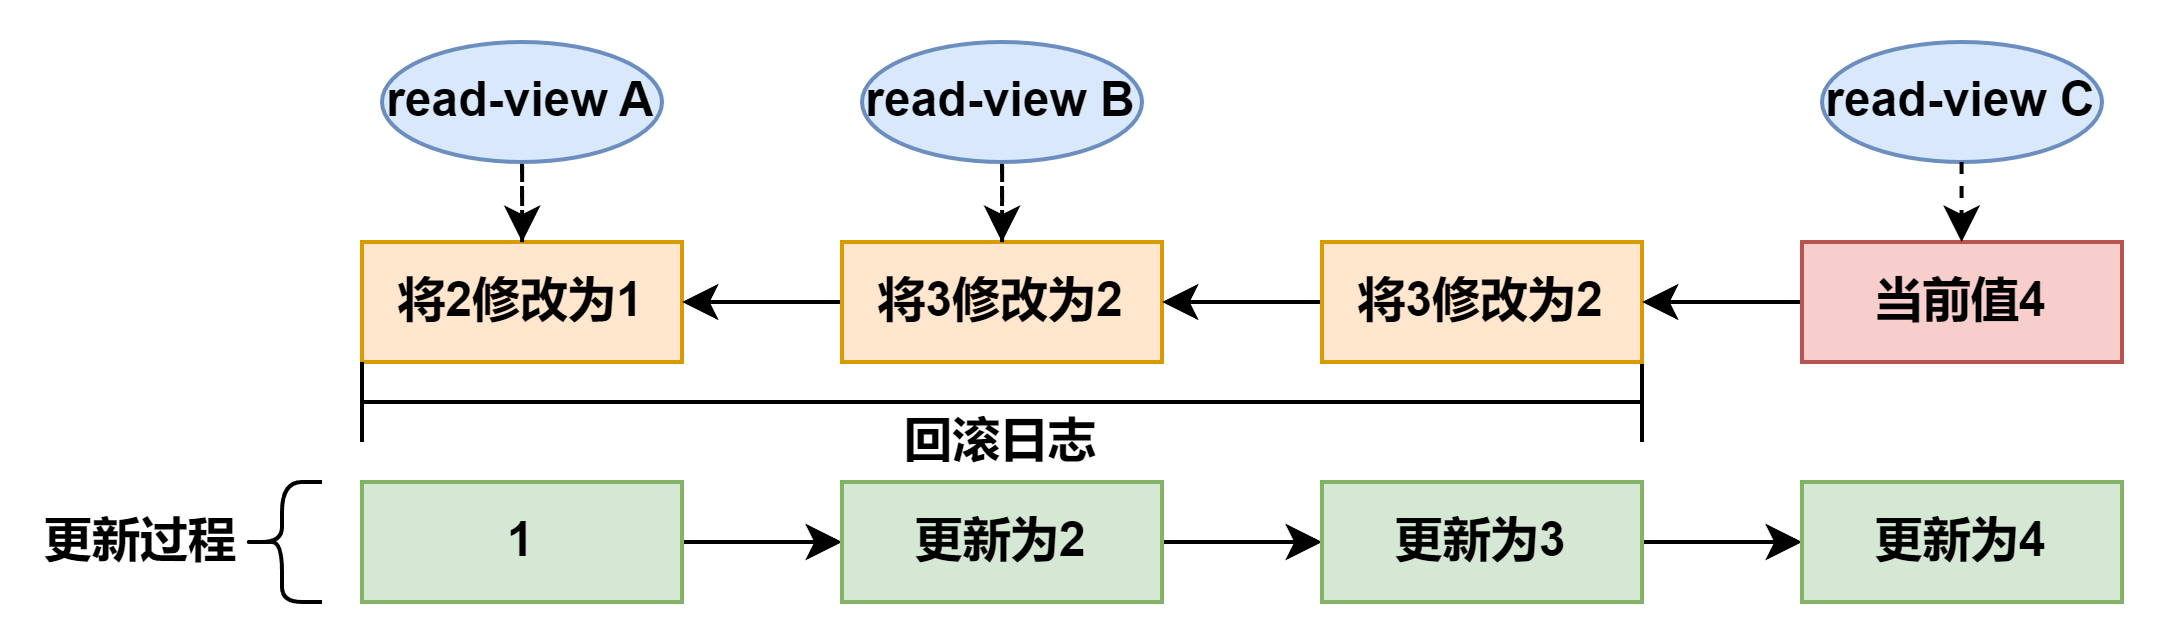 read-view A
read-view B
read-view C
将2修改为1
将3修改为2
将3修改为2
当前值4
回滚日志
更新过程
1
更新为2
更新为3
更新为4